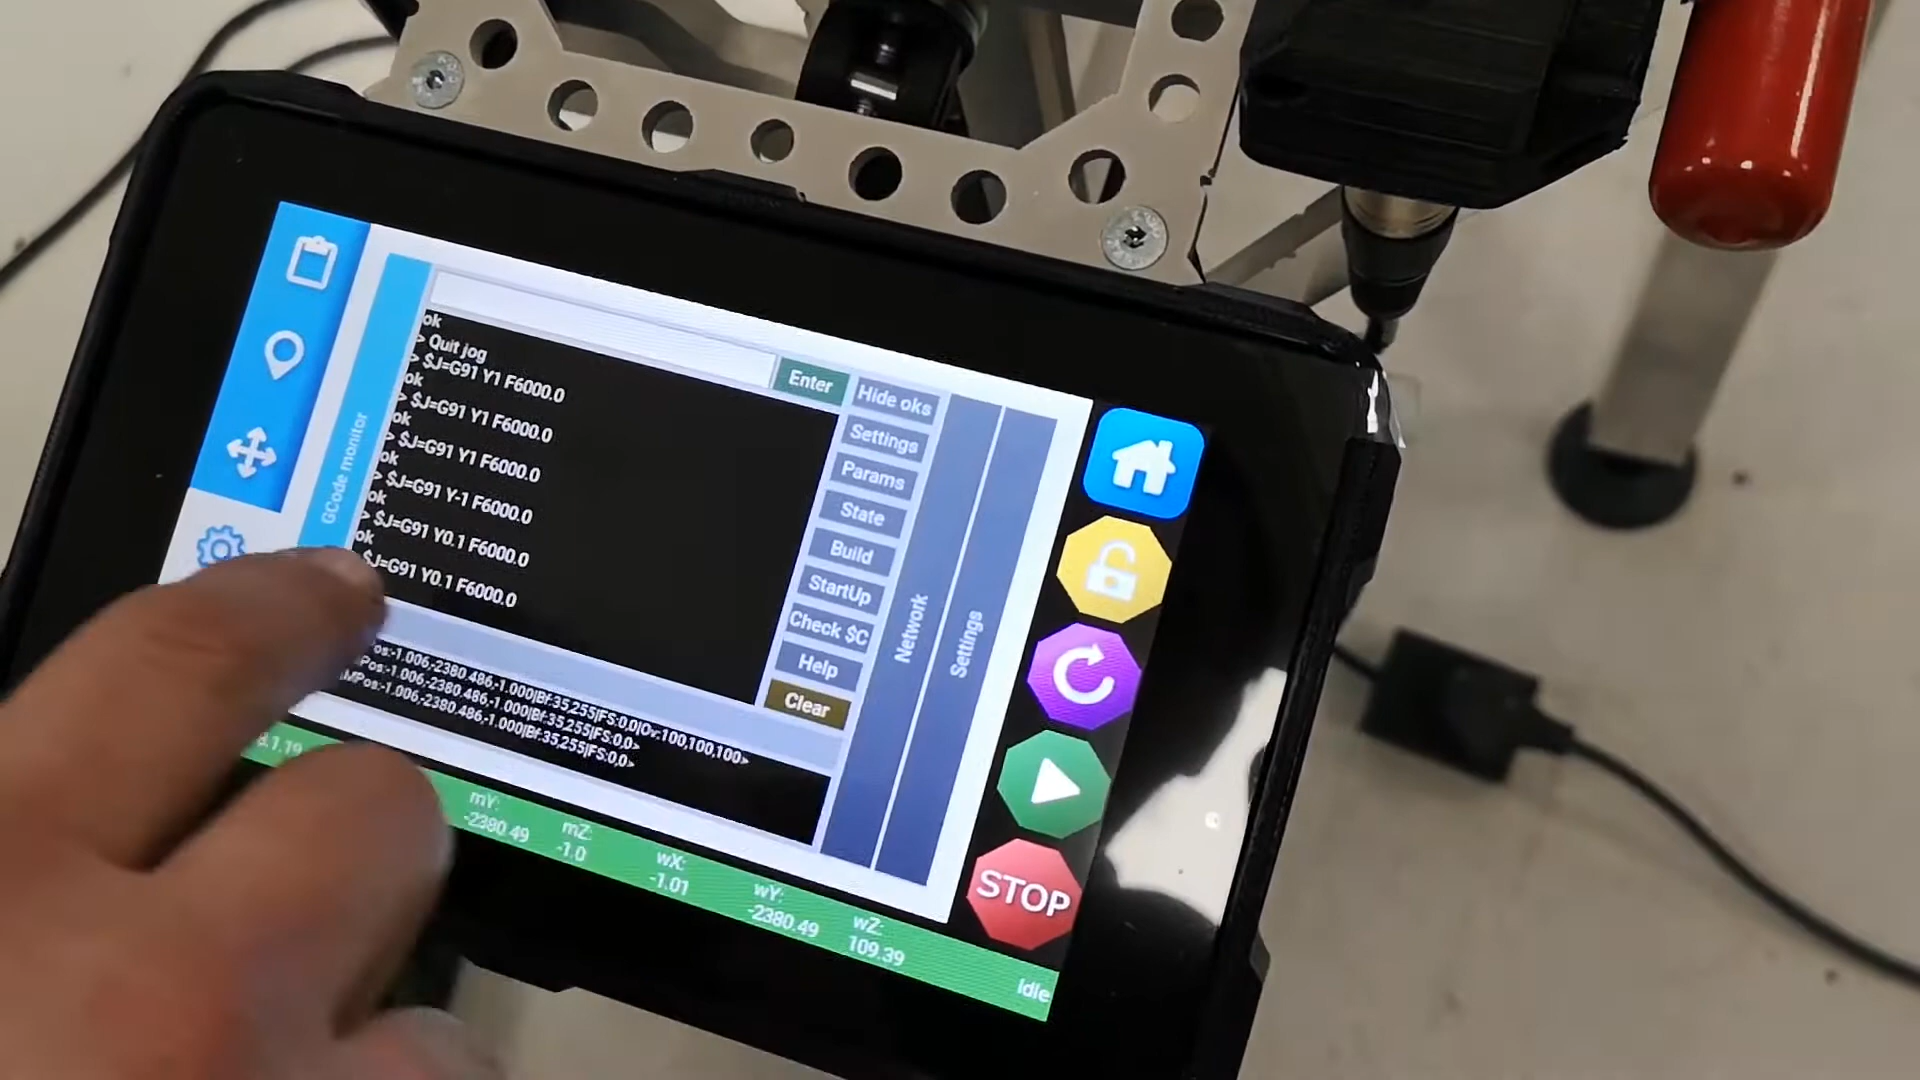 GCode monitor
Enter
ok
> Quit jog
> $J=G91 Y1 F6000.0
ok
> $J=G91 Y1 F6000.0
ok
> $J=G91 Y1 F6000.0
ok
> $J=G91 Y-1 F6000.0
ok
> $J=G91 Y0.1 F6000.0
ok
$J=G91 Y0.1 F6000.0
Hide oks
Settings
Params
State
Build
StartUp
Check $C
Help
Clear
Network
Settings
Pos:-1.006,-2380.486,-1.000|Bf:35,255|FS:0,0|Ov:100,100,100>
MPos:-1.006,-2380.486,-1.000|Bf:35,255|FS:0,0>
MPos:-1.006,-2380.486,-1.000|Bf:35,255|FS:0,0>
STOP
.1.19
mY:
-2380.49
mZ:
-1.0
wX:
-1.01
wY:
-2380.49
wZ:
109.39
Idle